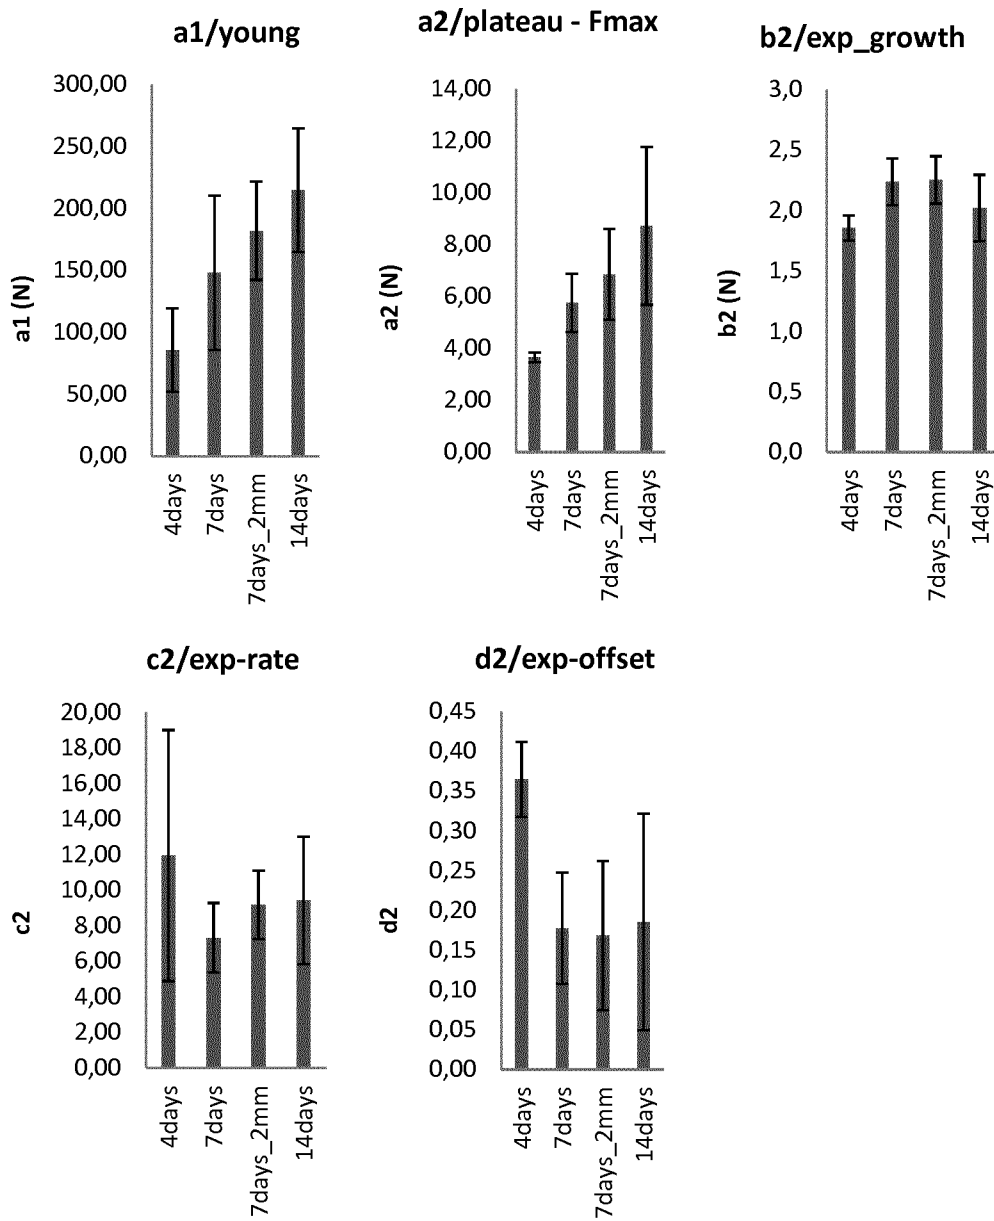 a1/young
300,00
250,00
200,00
150,00
100,00
50,00
0,00
a1 (N)
4days
7days
7days_2mm
14days
a2/plateau - Fmax
14,00
12,00
10,00
8,00
6,00
4,00
2,00
0,00
a2 (N)
4days
7days
7days_2mm
14days
b2/exp_growth
3,0
2,5
2,0
1,5
1,0
0,5
0,0
b2 (N)
4days
7days
7days_2mm
14days
c2/exp-rate
20,00
18,00
16,00
14,00
12,00
10,00
8,00
6,00
4,00
2,00
0,00
c2
4days
7days
7days_2mm
14days
d2/exp-offset
0,45
0,40
0,35
0,30
0,25
0,20
0,15
0,10
0,05
0,00
d2
4days
7days
7days_2mm
14days